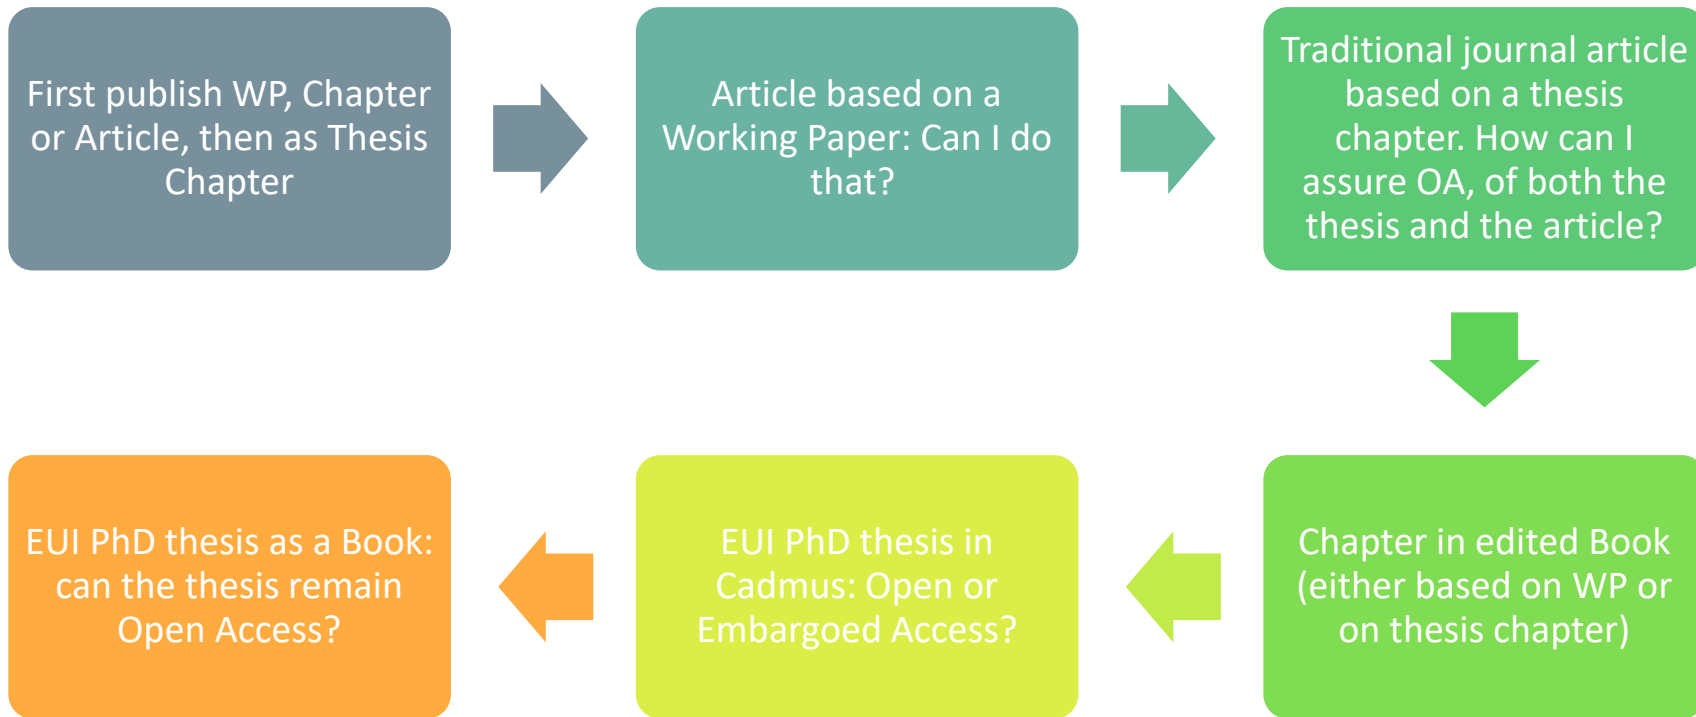 First publish WP, Chapter
or Article, then as Thesis
Chapter
Article based on a
Working Paper: Can I do
that?
Traditional journal article
based on a thesis
chapter. How can I
assure OA, of both the
thesis and the article?
Chapter in edited Book
(either based on WP or
on thesis chapter)
EUI PhD thesis in
Cadmus: Open or
Embargoed Access?
EUI PhD thesis as a Book:
can the thesis remain
Open Access?